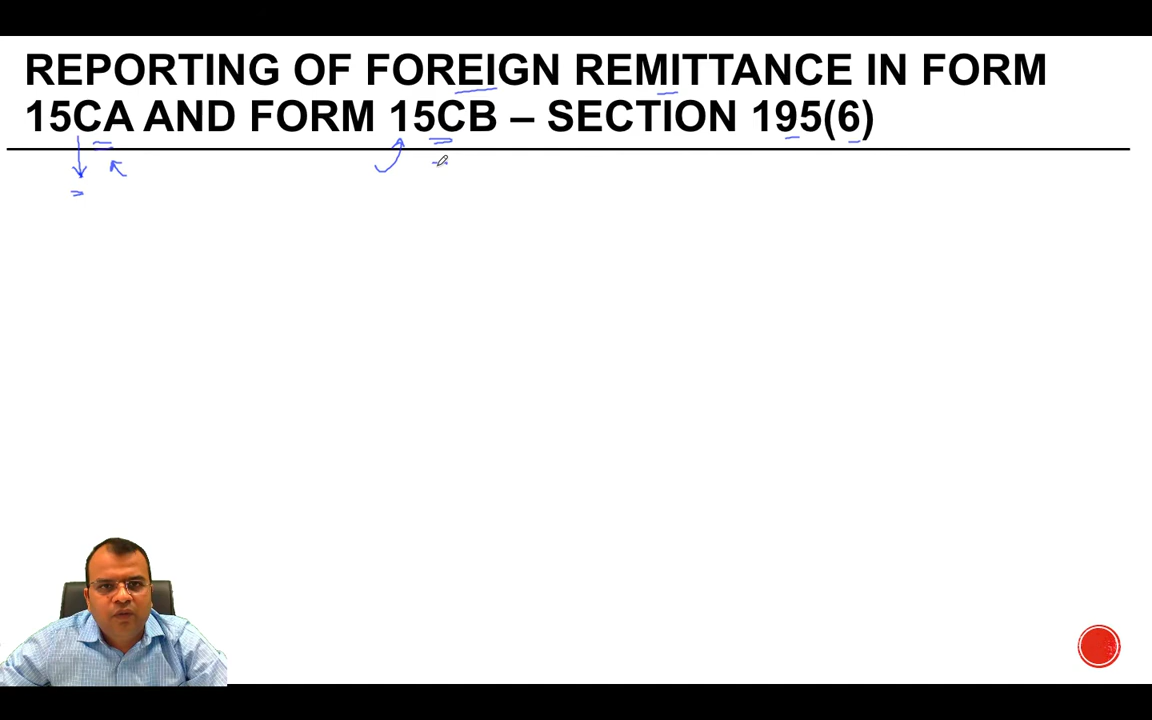 REPORTING OF FOREIGN REMITTANCE IN FORM
15CA AND FORM 15CB – SECTION 195(6)